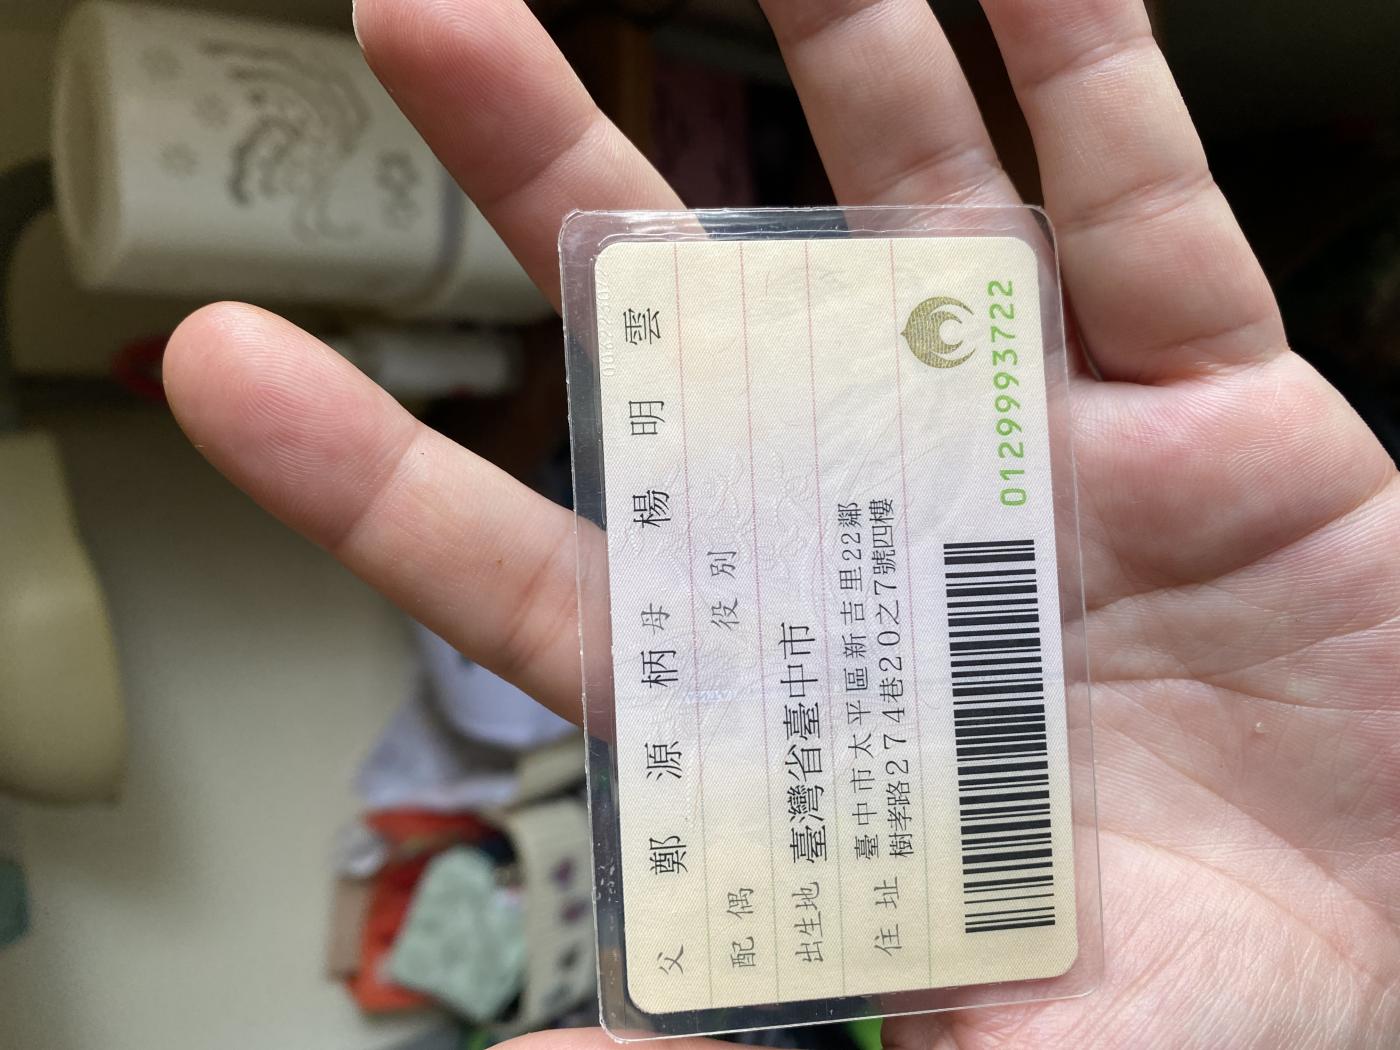 父 鄭 源 柄 母 楊 明 雲
配偶 役別
出生地 臺灣省臺中市
住址 臺中市太平區新吉里22鄰
樹孝路274巷20之7號四樓
0129993722